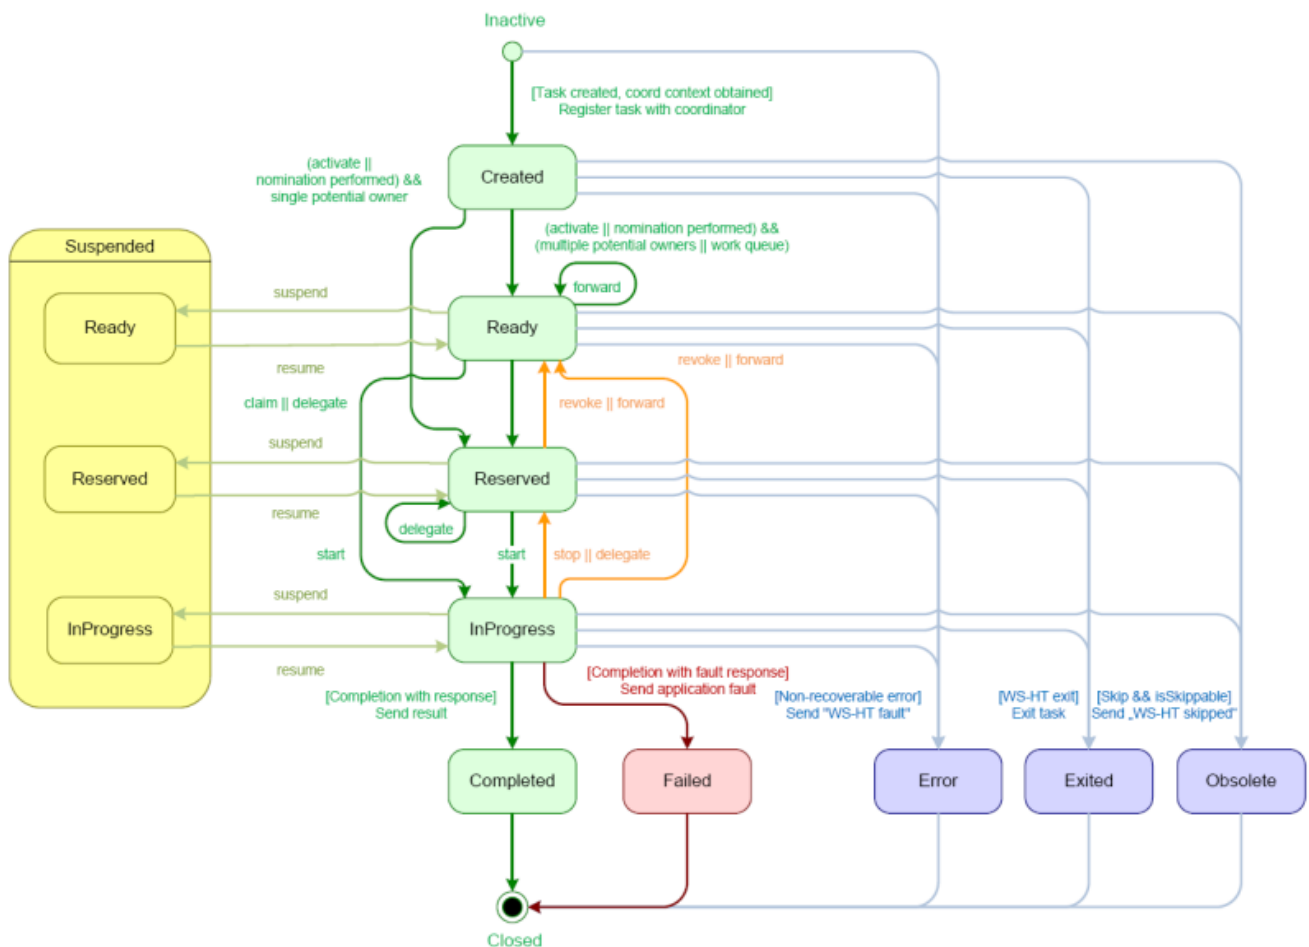 Inactive
[Task created, coord context obtained]
Register task with coordinator
(activate ||
nomination performed) &&
single potential owner
Created
(activate || nomination performed) &&
(multiple potential owners || work queue)
Suspended
forward
suspend
Ready
Ready
resume
revoke || forward
claim || delegate
revoke || forward
suspend
Reserved
Reserved
resume
delegate
start
start
stop || delegate
suspend
InProgress
InProgress
resume
[Completion with response]
Send result
[Completion with fault response]
Send application fault
[Non-recoverable error]
Send "WS-HT fault"
[WS-HT exit]
Exit task
[Skip && isSkippable]
Send „WS-HT skipped"
Completed
Failed
Error
Exited
Obsolete
Closed